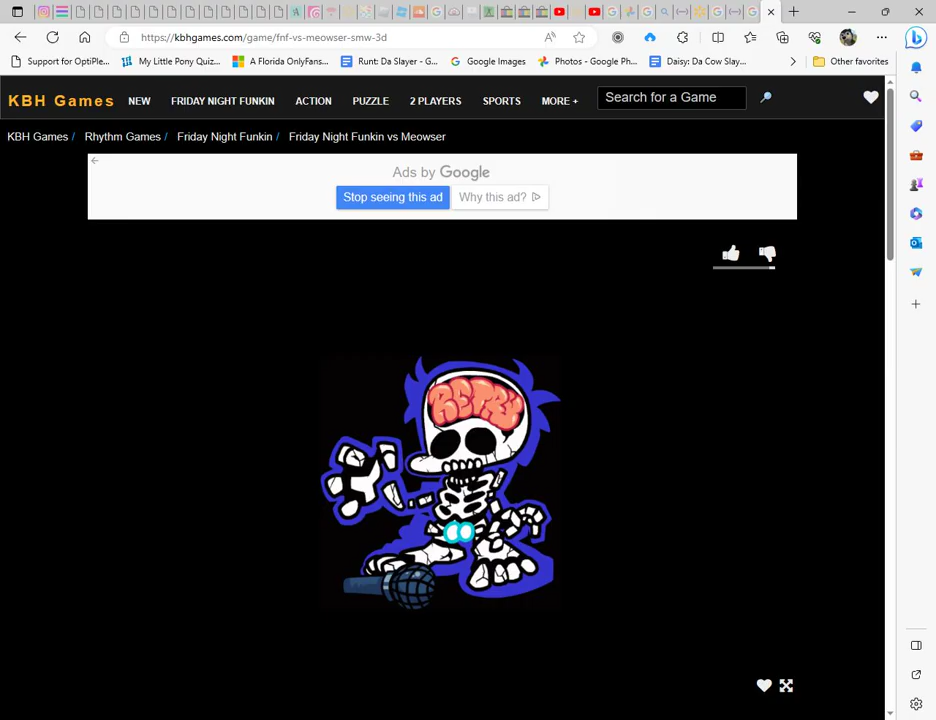 https://kbhgames.com/game/fnf-vs-meowser-smw-3d
Support for OptiPle... My Little Pony Quiz... A Florida OnlyFans... Runt: Da Slayer - G... Google Images Photos - Google Ph... Daisy: Da Cow Slay... Other favorites
KBH Games NEW FRIDAY NIGHT FUNKIN ACTION PUZZLE 2 PLAYERS SPORTS MORE + Search for a Game
KBH Games / Rhythm Games / Friday Night Funkin / Friday Night Funkin vs Meowser
Ads by Google
Stop seeing this ad Why this ad?
RETRY